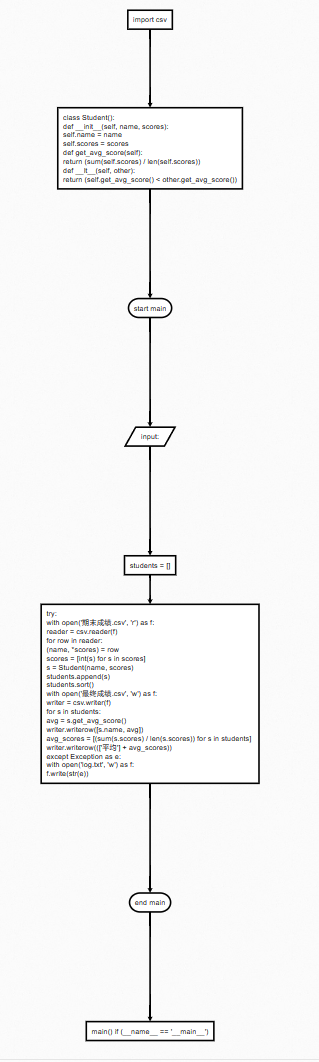 import csv
class Student():
def __init__(self, name, scores):
self.name = name
self.scores = scores
def get_avg_score(self):
return (sum(self.scores) / len(self.scores))
def __lt__(self, other):
return (self.get_avg_score() < other.get_avg_score())
start main
input:
students = []
try:
with open('期末成绩.csv', 'r') as f:
reader = csv.reader(f)
for row in reader:
(name, *scores) = row
scores = [int(s) for s in scores]
s = Student(name, scores)
students.append(s)
students.sort()
with open('最终成绩.csv', 'w') as f:
writer = csv.writer(f)
for s in students:
avg = s.get_avg_score()
writer.writerow([s.name, avg])
avg_scores = [(sum(s.scores) / len(s.scores)) for s in students]
writer.writerow((['平均'] + avg_scores))
except Exception as e:
with open('log.txt', 'w') as f:
f.write(str(e))
end main
main() if (__name__ == '__main__')